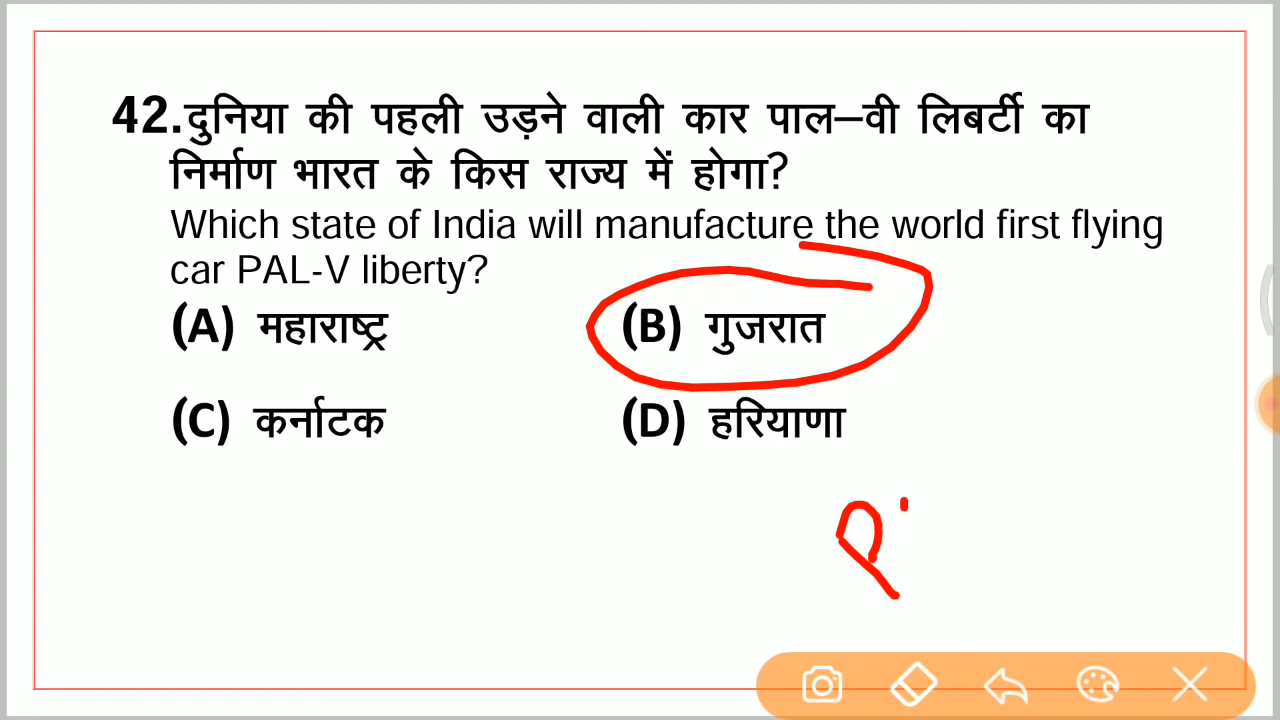 42.दुनिया की पहली उड़ने वाली कार पाल–वी लिबर्टी का
निर्माण भारत के किस राज्य में होगा?
Which state of India will manufacture the world first flying
car PAL-V liberty?
(A) महाराष्ट्र (B) गुजरात
(C) कर्नाटक (D) हरियाणा